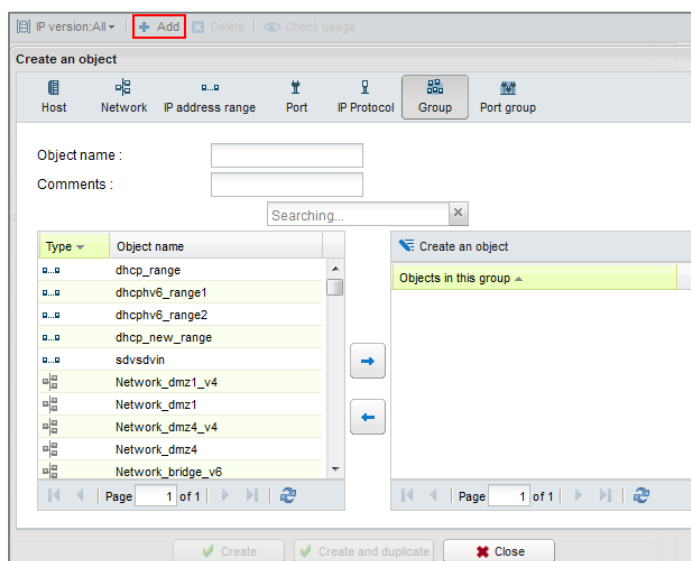 IP version:All Add Delete Check usage
Create an object
Host Network IP address range Port IP Protocol Group Port group
Object name :
Comments :
Searching...
Type Object name
dhcp_range
dhcphv6_range1
dhcphv6_range2
dhcp_new_range
sdvsdvin
Network_dmz1_v4
Network_dmz1
Network_dmz4_v4
Network_dmz4
Network_bridge_v6
Page 1 of 1
Create an object
Objects in this group
Page 1 of 1
Create Create and duplicate Close